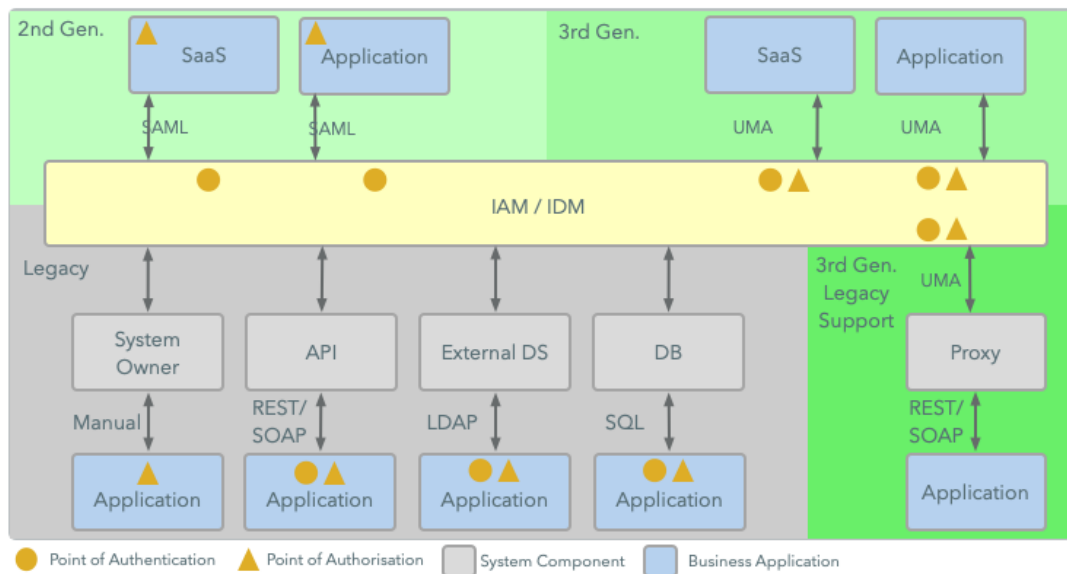 2nd Gen.
SaaS
Application
3rd Gen.
SaaS
Application
SAML
SAML
UMA
UMA
IAM / IDM
Legacy
3rd Gen.
Legacy
Support
UMA
System
Owner
API
External DS
DB
Proxy
Manual
REST/
SOAP
LDAP
SQL
REST/
SOAP
Application
Application
Application
Application
Application
Point of Authentication
Point of Authorisation
System Component
Business Application